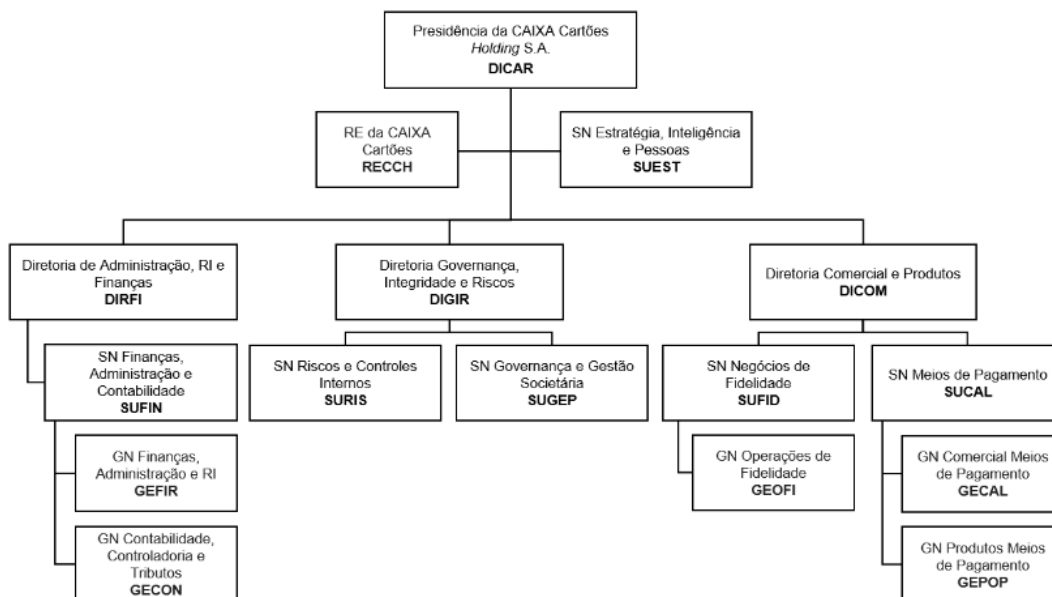 Presidência da CAIXA Cartões
Holding S.A.
DICAR
RE da CAIXA
Cartões
RECCH
SN Estratégia, Inteligência
e Pessoas
SUEST
Diretoria de Administração, RI e
Finanças
DIRFI
Diretoria Governança,
Integridade e Riscos
DIGIR
Diretoria Comercial e Produtos
DICOM
SN Finanças,
Administração e
Contabilidade
SUFIN
SN Riscos e Controles
Internos
SURIS
SN Governança e Gestão
Societária
SUGEP
SN Negócios de
Fidelidade
SUFID
SN Meios de Pagamento
SUCAL
GN Finanças,
Administração e RI
GEFIR
GN Operações de
Fidelidade
GEOFI
GN Comercial Meios
de Pagamento
GECAL
GN Contabilidade,
Controladoria e
Tributos
GECON
GN Produtos Meios
de Pagamento
GEPOP